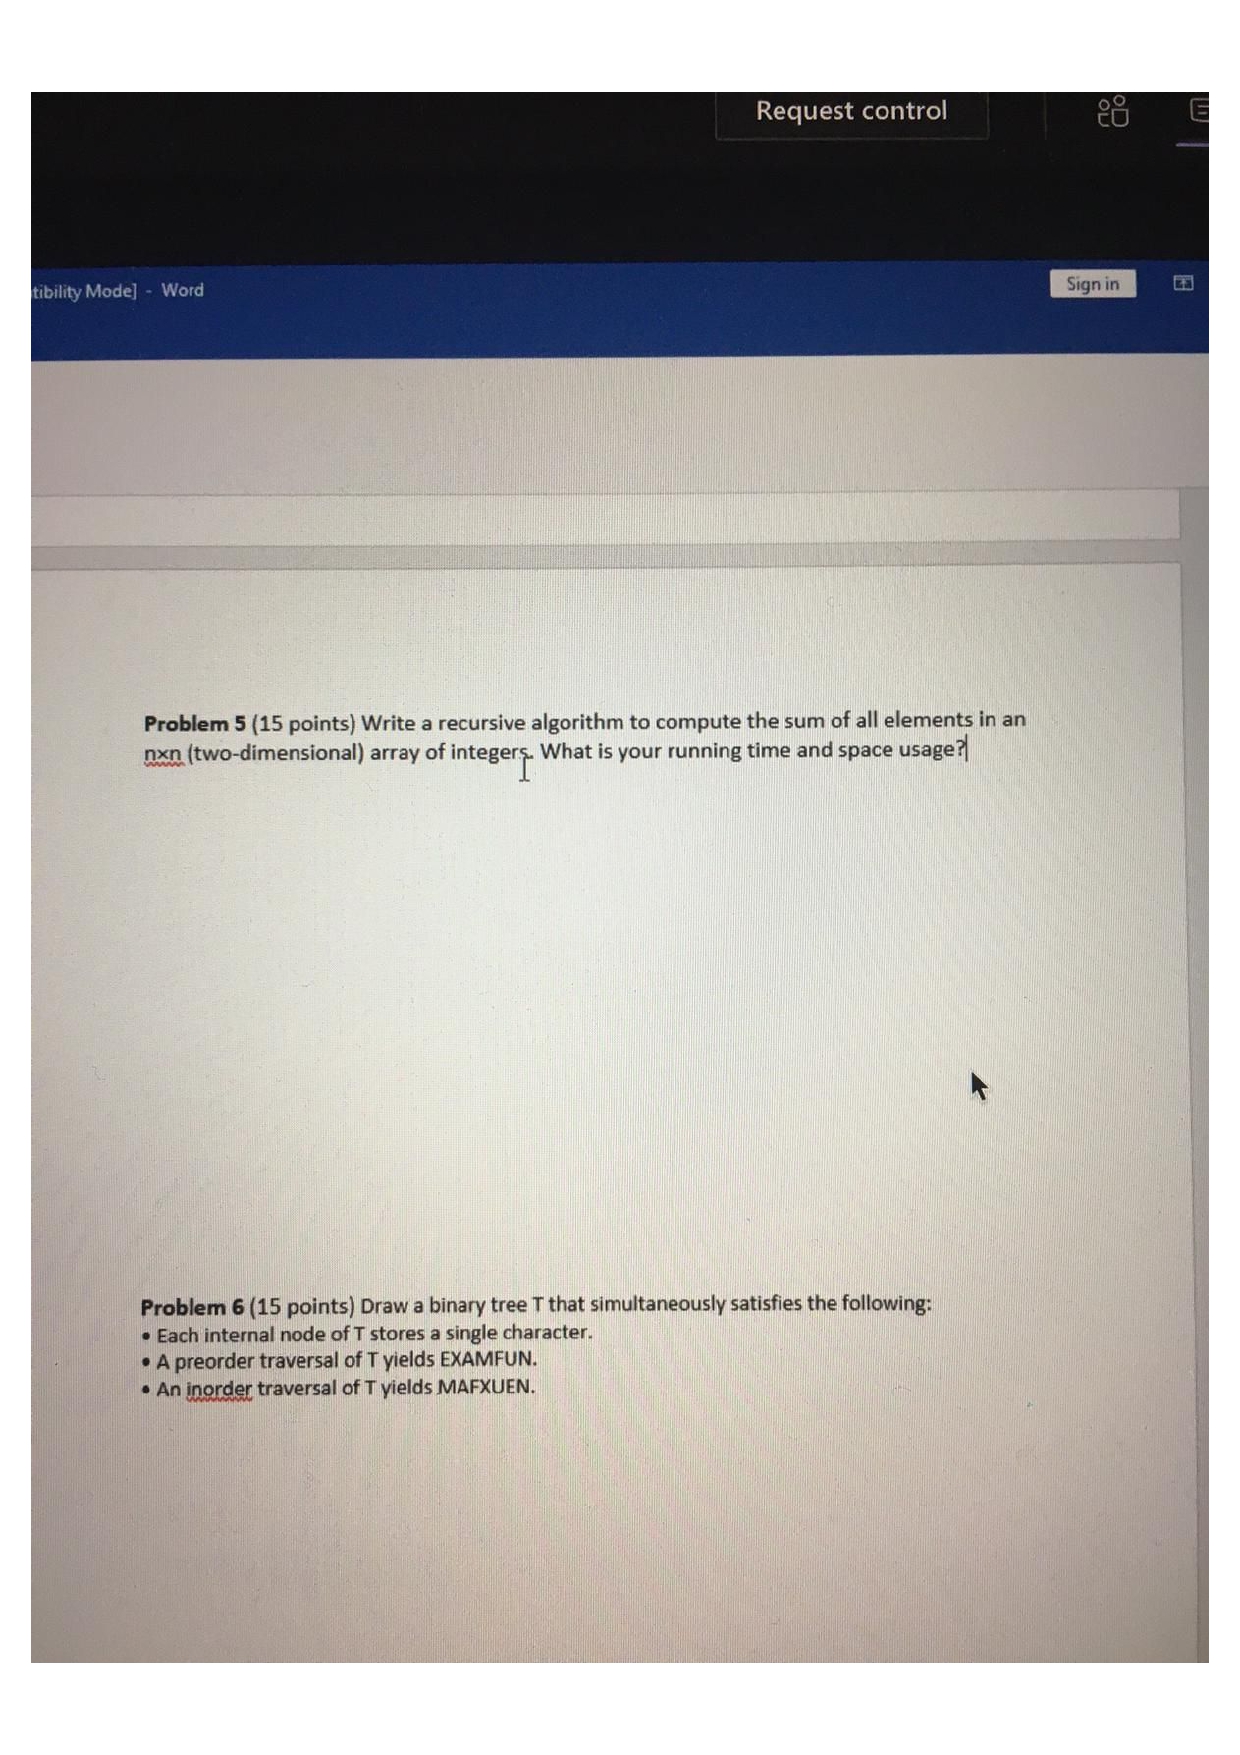 Request control
tibility Mode] - Word
Sign in
Problem 5 (15 points) Write a recursive algorithm to compute the sum of all elements in an
n×n (two-dimensional) array of integers. What is your running time and space usage?
Problem 6 (15 points) Draw a binary tree T that simultaneously satisfies the following:
• Each internal node of T stores a single character.
• A preorder traversal of T yields EXAMFUN.
• An inorder traversal of T yields MAFXUEN.